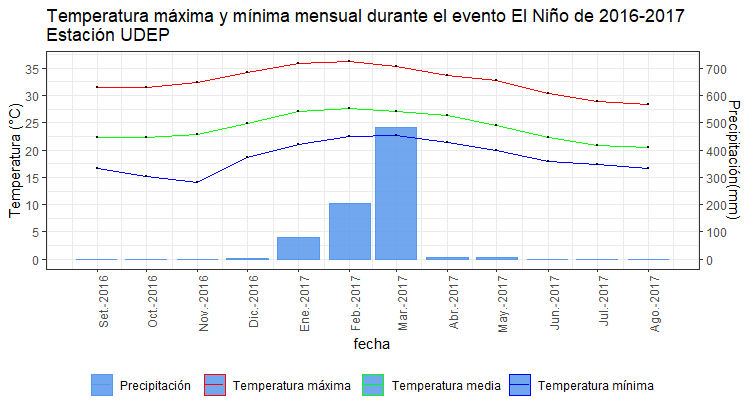 Temperatura máxima y mínima mensual durante el evento El Niño de 2016-2017
Estación UDEP
Temperatura (°C)
35
30
25
20
15
10
5
0
700
600
500
400
300
200
100
0
Precipitación(mm)
Set.-2016
Oct.-2016
Nov.-2016
Dic.-2016
Ene.-2017
Feb.-2017
Mar.-2017
Abr.-2017
May.-2017
Jun.-2017
Jul.-2017
Ago.-2017
fecha
Precipitación
Temperatura máxima
Temperatura media
Temperatura mínima